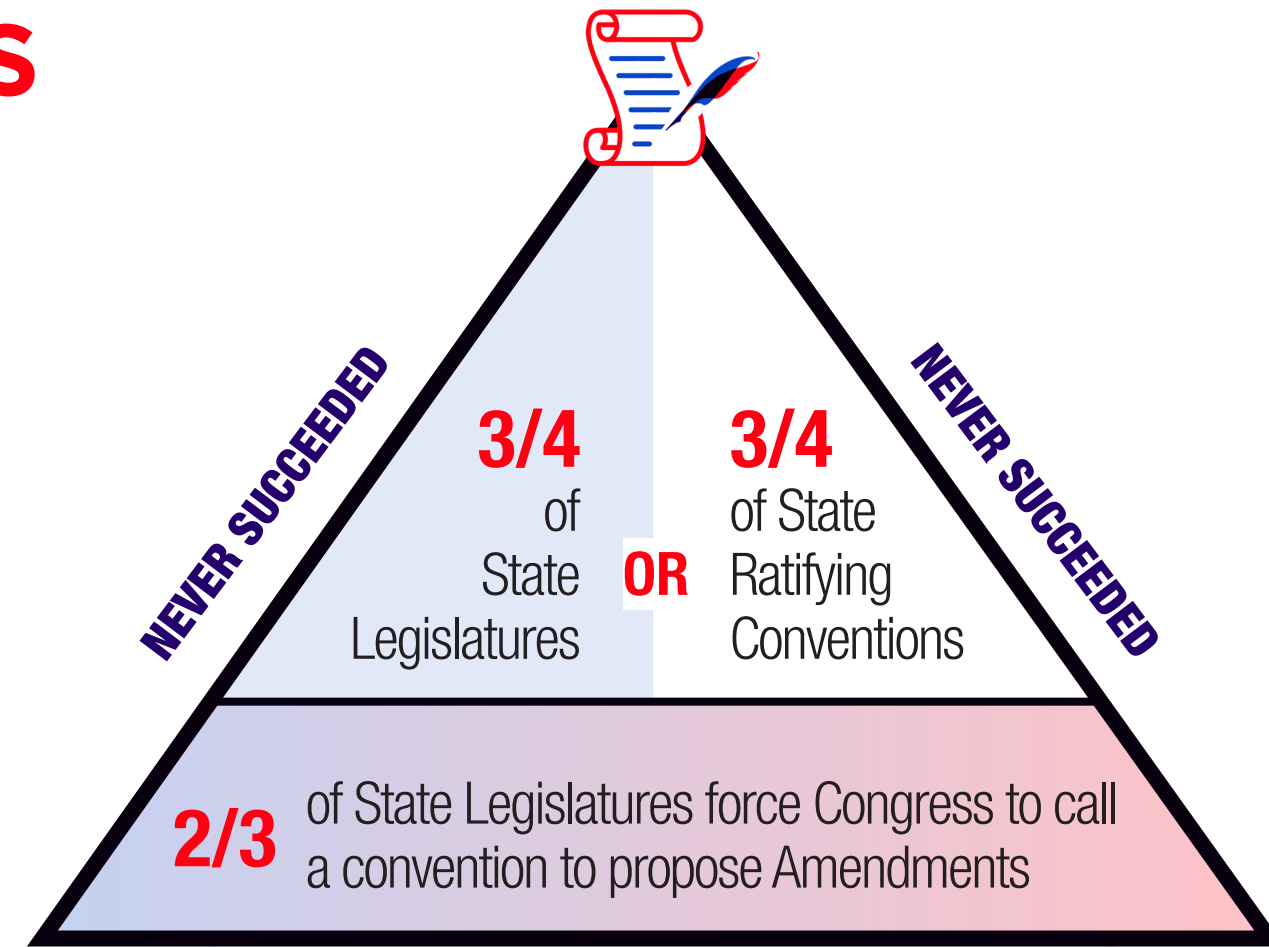 S
NEVER SUCCEEDED
3/4
of
State
Legislatures
OR
3/4
of State
Ratifying
Conventions
NEVER SUCCEEDED
2/3
of State Legislatures force Congress to call
a convention to propose Amendments